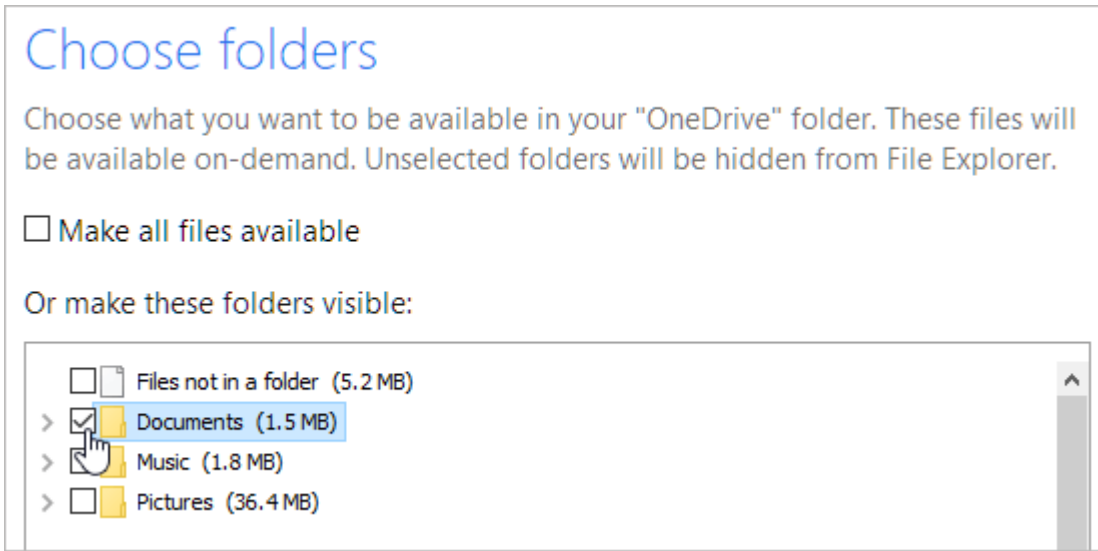 Choose folders
Choose what you want to be available in your "OneDrive" folder. These files will
be available on-demand. Unselected folders will be hidden from File Explorer.
Make all files available
Or make these folders visible:
Files not in a folder (5.2 MB)
Documents (1.5 MB)
Music (1.8 MB)
Pictures (36.4 MB)